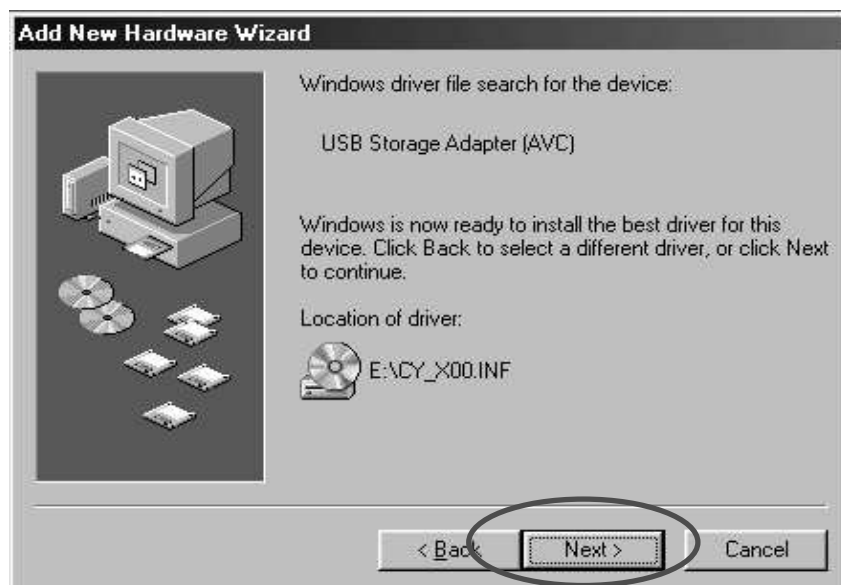 Add New Hardware Wizard
Windows driver file search for the device:
USB Storage Adapter (AVC)
Windows is now ready to install the best driver for this
device. Click Back to select a different driver, or click Next
to continue.
Location of driver:
E:\CY_X00.INF
< Back Next > Cancel